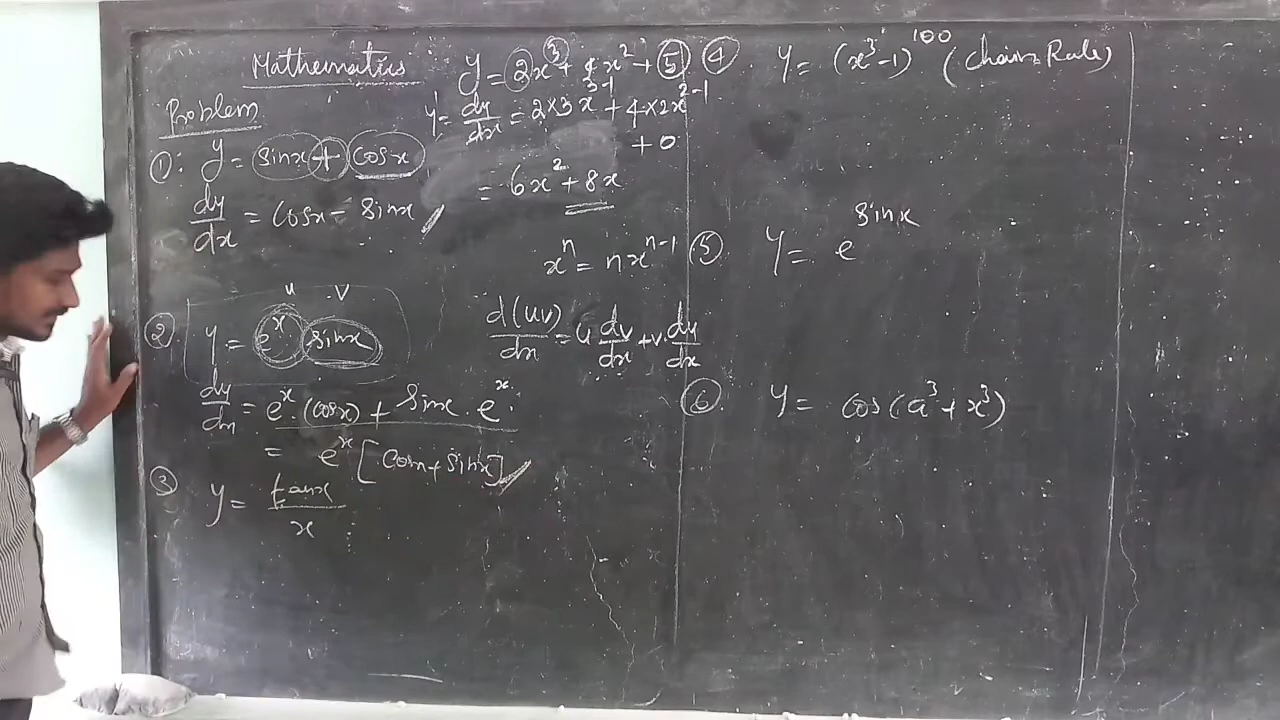 Mathematics
Problem
①: y = sinx + cosx
dy/dx = cosx - sinx
② y = e^x sinx
u .v
dy/dx = e^x.(cosx) + sinx . e^x.
= e^x [cosx + sinx]
③ y = tanx/x
y = 2x^3 + 4x^2 + 5
y' = dy/dx = 2×3x^3-1 + 4×2x^2-1
+ 0
= 6x^2 + 8x
x^n = nx^n-1
d(uv)/dx = u dv/dx + v. du/dx
④. y = (x^3-1)^100 (chain Rule)
⑤ y = e^sinx
⑥. y = cos(a^3+x^3)